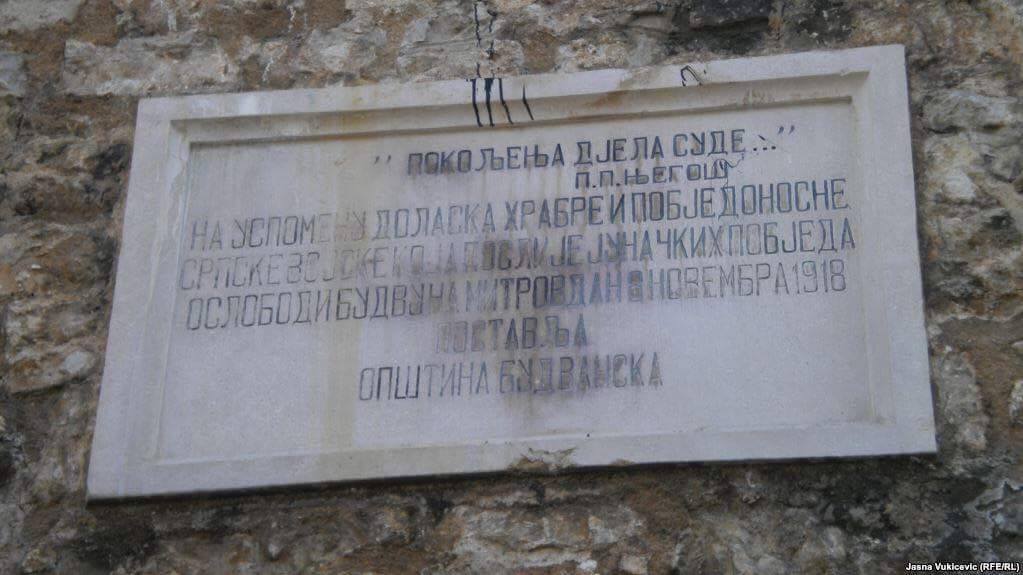 "ПОКОЉЕЊА ДЈЕЛА СУДЕ..."
П.П.ЊЕГОШ
НА УСПОМЕНУ ДОЛАСКА ХРАБРЕ И ПОБЈЕДОНОСНЕ
СРПСКЕ ВОЈСКЕ КОЈА ПОСЛИЈЕ ЈУНАЧКИХ ПОБЈЕДА
ОСЛОБОДИ БУДВУ НА МИТРОВДАН 8 НОВЕМБРА 1918
ПОСТАВЉА
ОПШТИНА БУДВАНСКА
Jasna Vukicevic (RFE/RL)